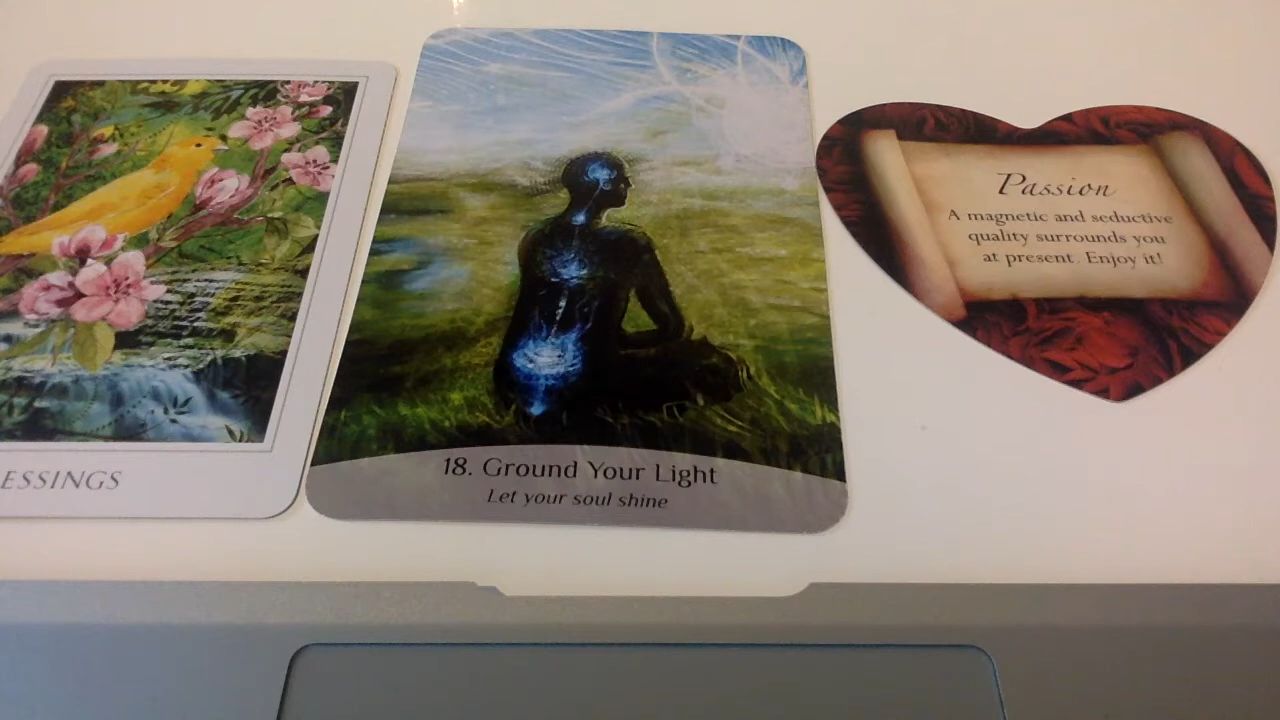 ESSINGS
18. Ground Your Light
Let your soul shine
Passion
A magnetic and seductive
quality surrounds you
at present. Enjoy it!